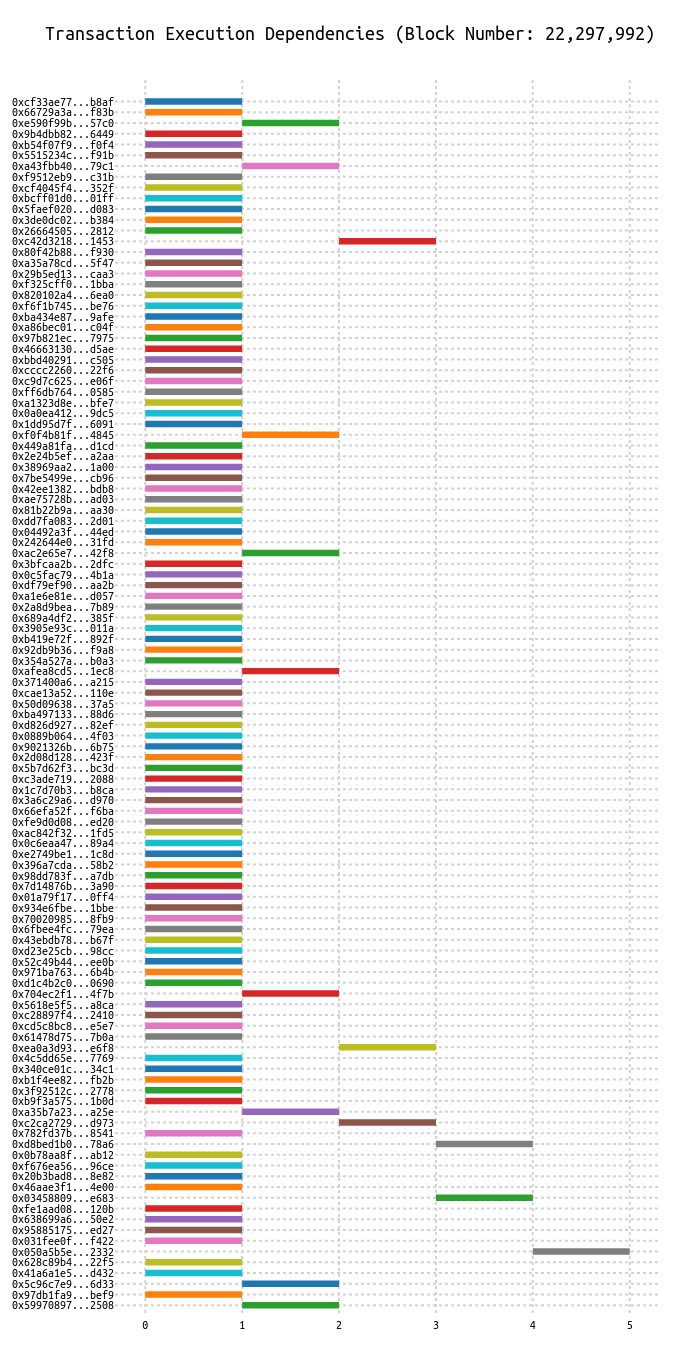 Transaction Execution Dependencies (Block Number: 22,297,992)
0xcf33ae77...b8af
0x66729a3a...f83b
0xe590f99b...57c0
0x9b4dbb82...6449
0xb54f07f9...f0f4
0x5515234c...f91b
0xa43fbb40...79c1
0xf9512eb9...c31b
0xcf4045f4...352f
0xbcff01d0...01ff
0x5faef020...d083
0x3de0dc02...b384
0x26664505...2812
0xc42d3218...1453
0x80f42b88...f930
0xa35a78cd...5f47
0x29b5ed13...caa3
0xf325cff0...1bba
0x820102a4...6ea0
0xf6f1b745...be76
0xba434e87...9afe
0xa86bec01...c04f
0x97b821ec...7975
0x46663130...d5ae
0xbbd40291...c505
0xcccc2260...22f6
0xc9d7c625...e06f
0xff6db764...0585
0xa1323d8e...bfe7
0x0a0ea412...9dc5
0x1dd95d7f...6091
0xf0f4b81f...4845
0x449a81fa...d1cd
0x2e24b5ef...a2aa
0x38969aa2...1a00
0x7be5499e...cb96
0x42ee1382...bdb8
0xae75728b...ad03
0x81b22b9a...aa30
0xdd7fa083...2d01
0x04492a3f...44ed
0x242644e0...31fd
0xac2e65e7...42f8
0x3bfcaa2b...2dfc
0x0c5fac79...4b1a
0xdf79ef90...aa2b
0xa1e6e81e...d057
0x2a8d9bea...7b89
0x689a4df2...385f
0x3905e93c...011a
0xb419e72f...892f
0x92db9b36...f9a8
0x354a527a...b0a3
0xafea8cd5...1ec8
0x371400a6...a215
0xcae13a52...110e
0x50d09638...37a5
0xba497133...88d6
0xd826d927...82ef
0x0889b064...4f03
0x9021326b...6b75
0x2d08d128...423f
0x5b7d62f3...bc3d
0xc3ade719...2088
0x1c7d70b3...b8ca
0x3a6c29a6...d970
0x66efa52f...f6ba
0xfe9d0d08...ed20
0xac842f32...1fd5
0x0c6eaa47...89a4
0xe2749be1...1c8d
0x396a7cda...58b2
0x98dd783f...a7db
0x7d14876b...3a90
0x01a79f17...0ff4
0x934e6fbe...1bbe
0x70020985...8fb9
0x6fbee4fc...79ea
0x43ebdb78...b67f
0xd23e25cb...98cc
0x52c49b44...ee0b
0x971ba763...6b4b
0xd1c4b2c0...0690
0x704ec2f1...4f7b
0x5618e5f5...a8ca
0xc28897f4...2410
0xcd5c8bc8...e5e7
0x61478d75...7b0a
0xea0a3d93...e6f8
0x4c5dd65e...7769
0x340ce01c...34c1
0xb1f4ee82...fb2b
0x3f92512c...2778
0xb9f3a575...1b0d
0xa35b7a23...a25e
0xc2ca2729...d973
0x782fd37b...8541
0xd8bed1b0...78a6
0x0b78aa8f...ab12
0xf676ea56...96ce
0x20b3bad8...8e82
0x46aae3f1...4e00
0x03458809...e683
0xfe1aad08...120b
0x638699a6...50e2
0x95885175...ed27
0x031fee0f...f422
0x050a5b5e...2332
0x628c89b4...22f5
0x41a6a1e5...d432
0x5c96c7e9...6d33
0x97db1fa9...bef9
0x59970897...2508
0 1 2 3 4 5